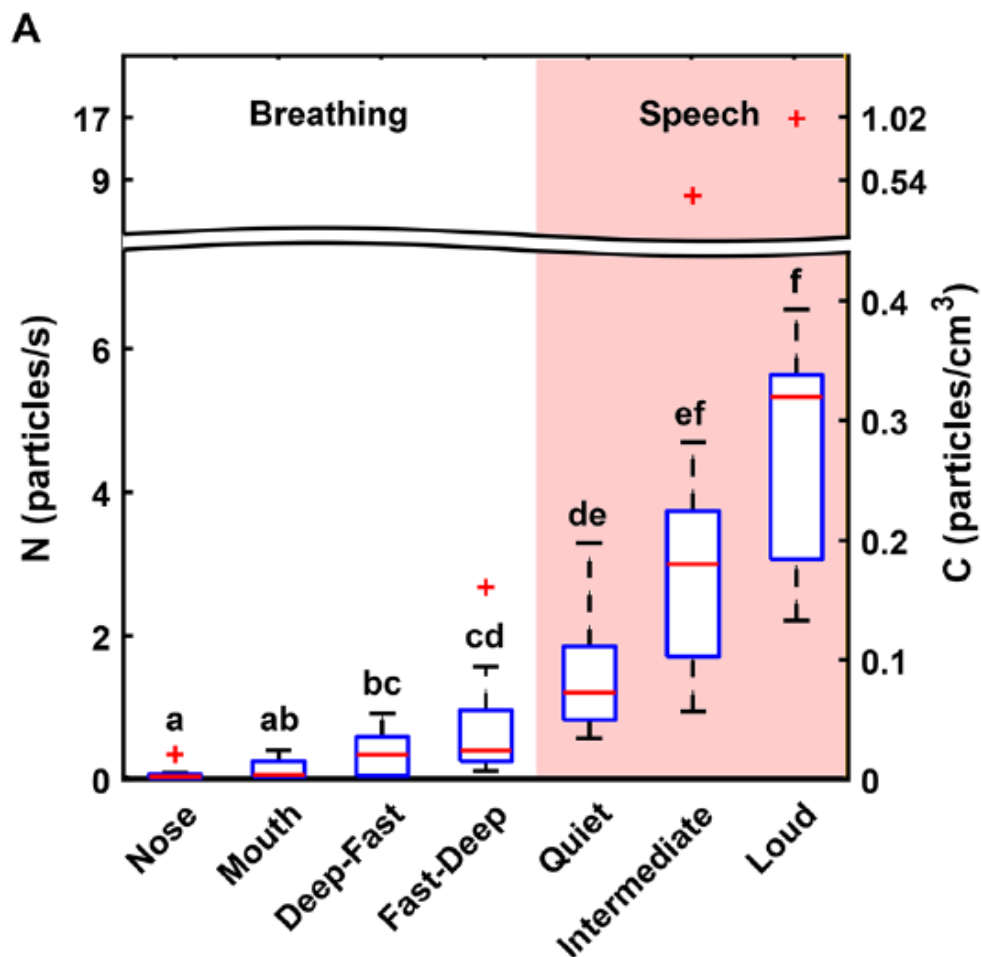 A
Breathing
Speech
17
9
6
4
2
0
N (particles/s)
1.02
0.54
0.4
0.3
0.2
0.1
0
C (particles/cm³)
a
ab
bc
cd
de
ef
f
Nose
Mouth
Deep-Fast
Fast-Deep
Quiet
Intermediate
Loud